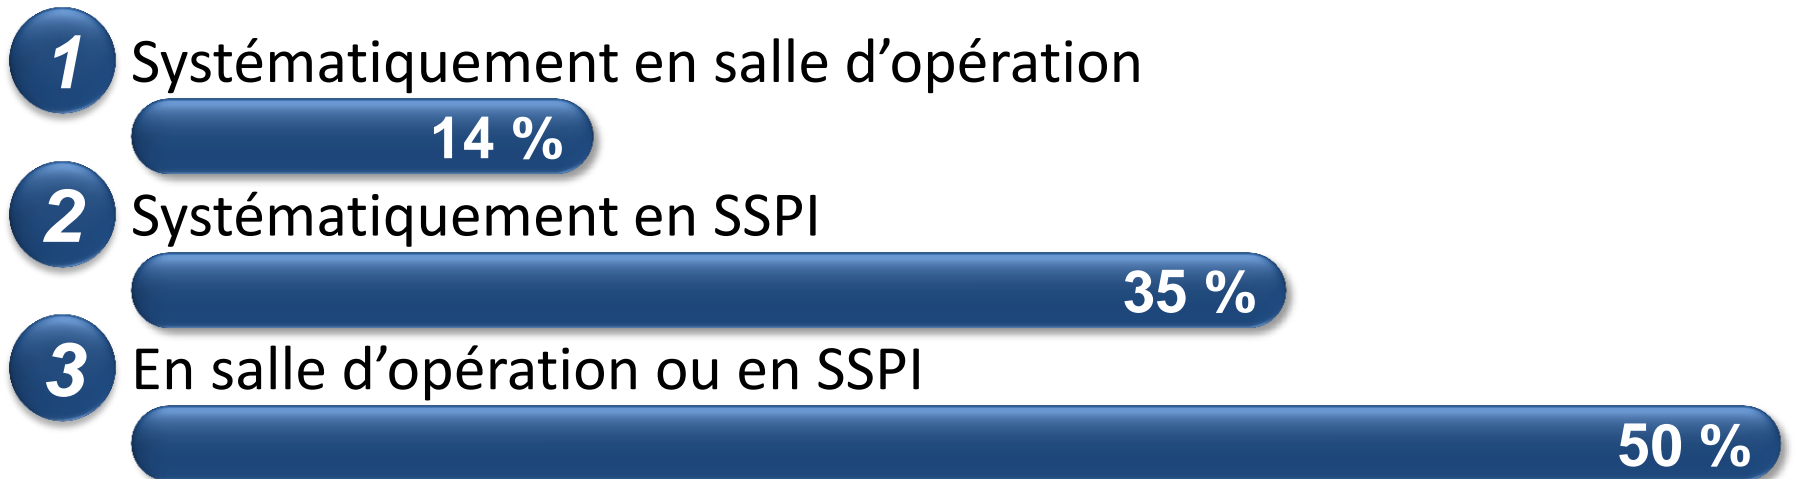 1 Systématiquement en salle d’opération
14 %
2 Systématiquement en SSPI
35 %
3 En salle d’opération ou en SSPI
50 %